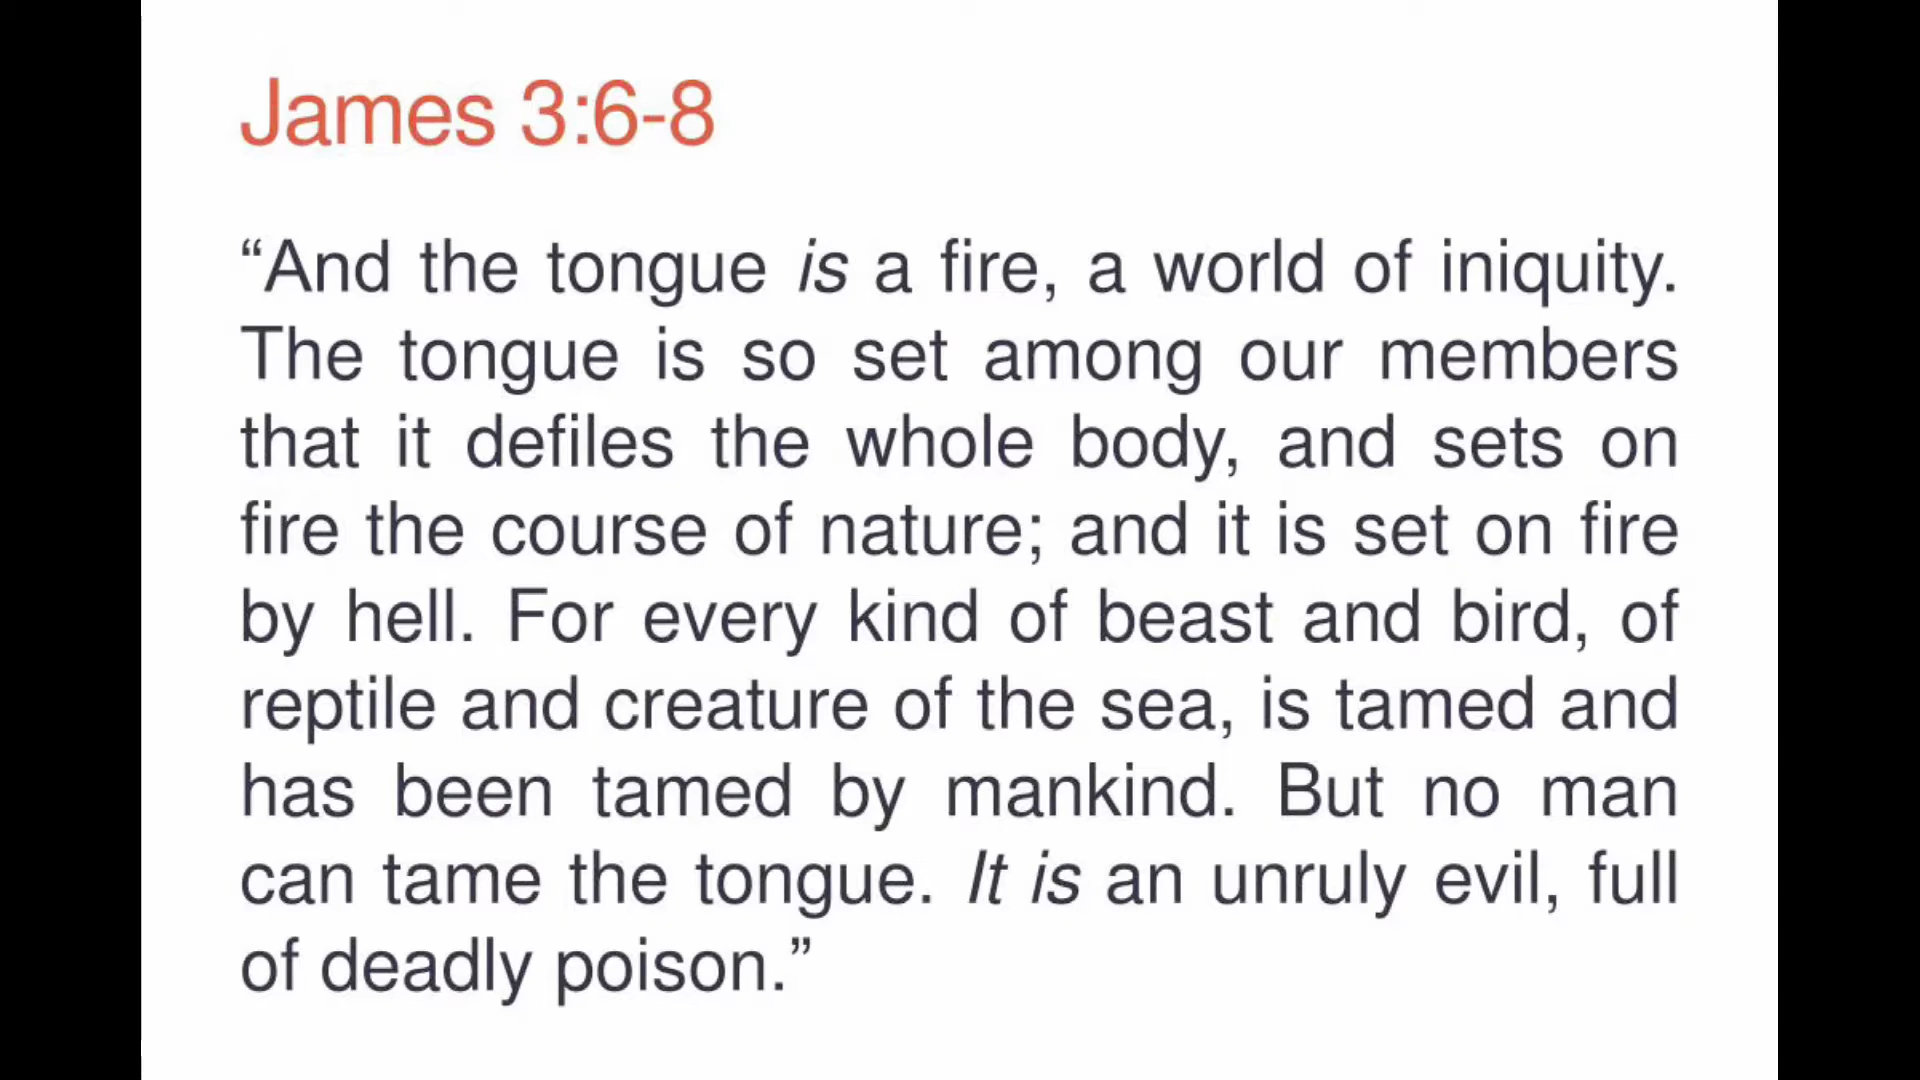 James 3:6-8
“And the tongue is a fire, a world of iniquity.
The tongue is so set among our members
that it defiles the whole body, and sets on
fire the course of nature; and it is set on fire
by hell. For every kind of beast and bird, of
reptile and creature of the sea, is tamed and
has been tamed by mankind. But no man
can tame the tongue. It is an unruly evil, full
of deadly poison.”